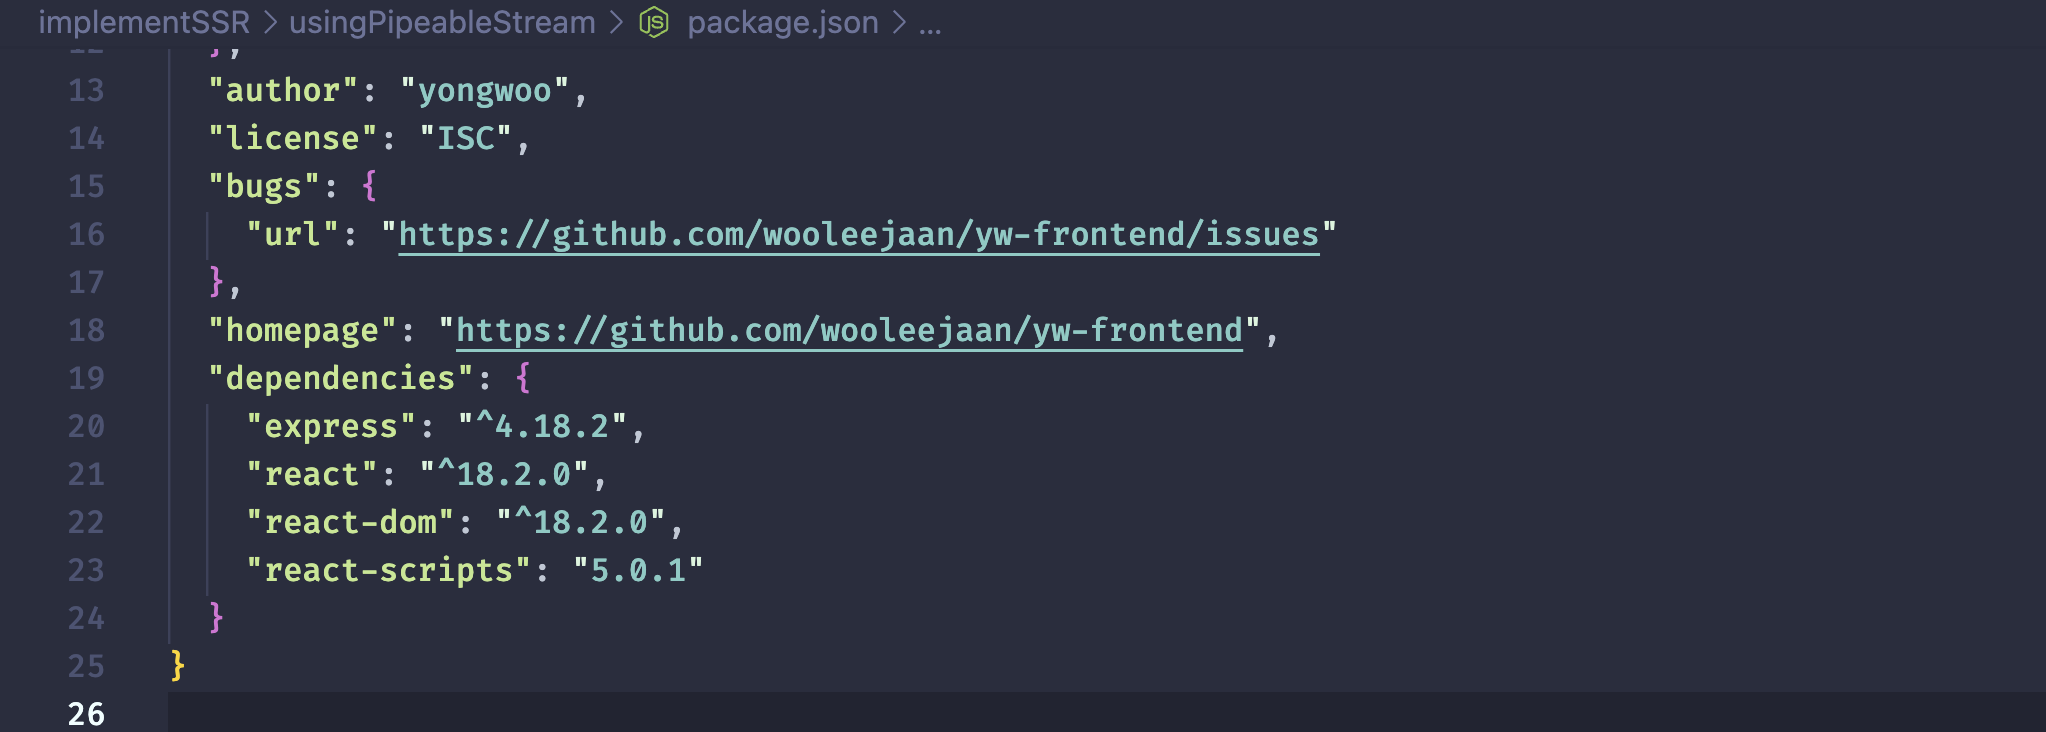 implementSSR > usingPipeableStream > JS package.json > ...
12 },
13 "author": "yongwoo",
14 "license": "ISC",
15 "bugs": {
16 "url": "https://github.com/wooleejaan/yw-frontend/issues"
17 },
18 "homepage": "https://github.com/wooleejaan/yw-frontend",
19 "dependencies": {
20 "express": "^4.18.2",
21 "react": "^18.2.0",
22 "react-dom": "^18.2.0",
23 "react-scripts": "5.0.1"
24 }
25 }
26